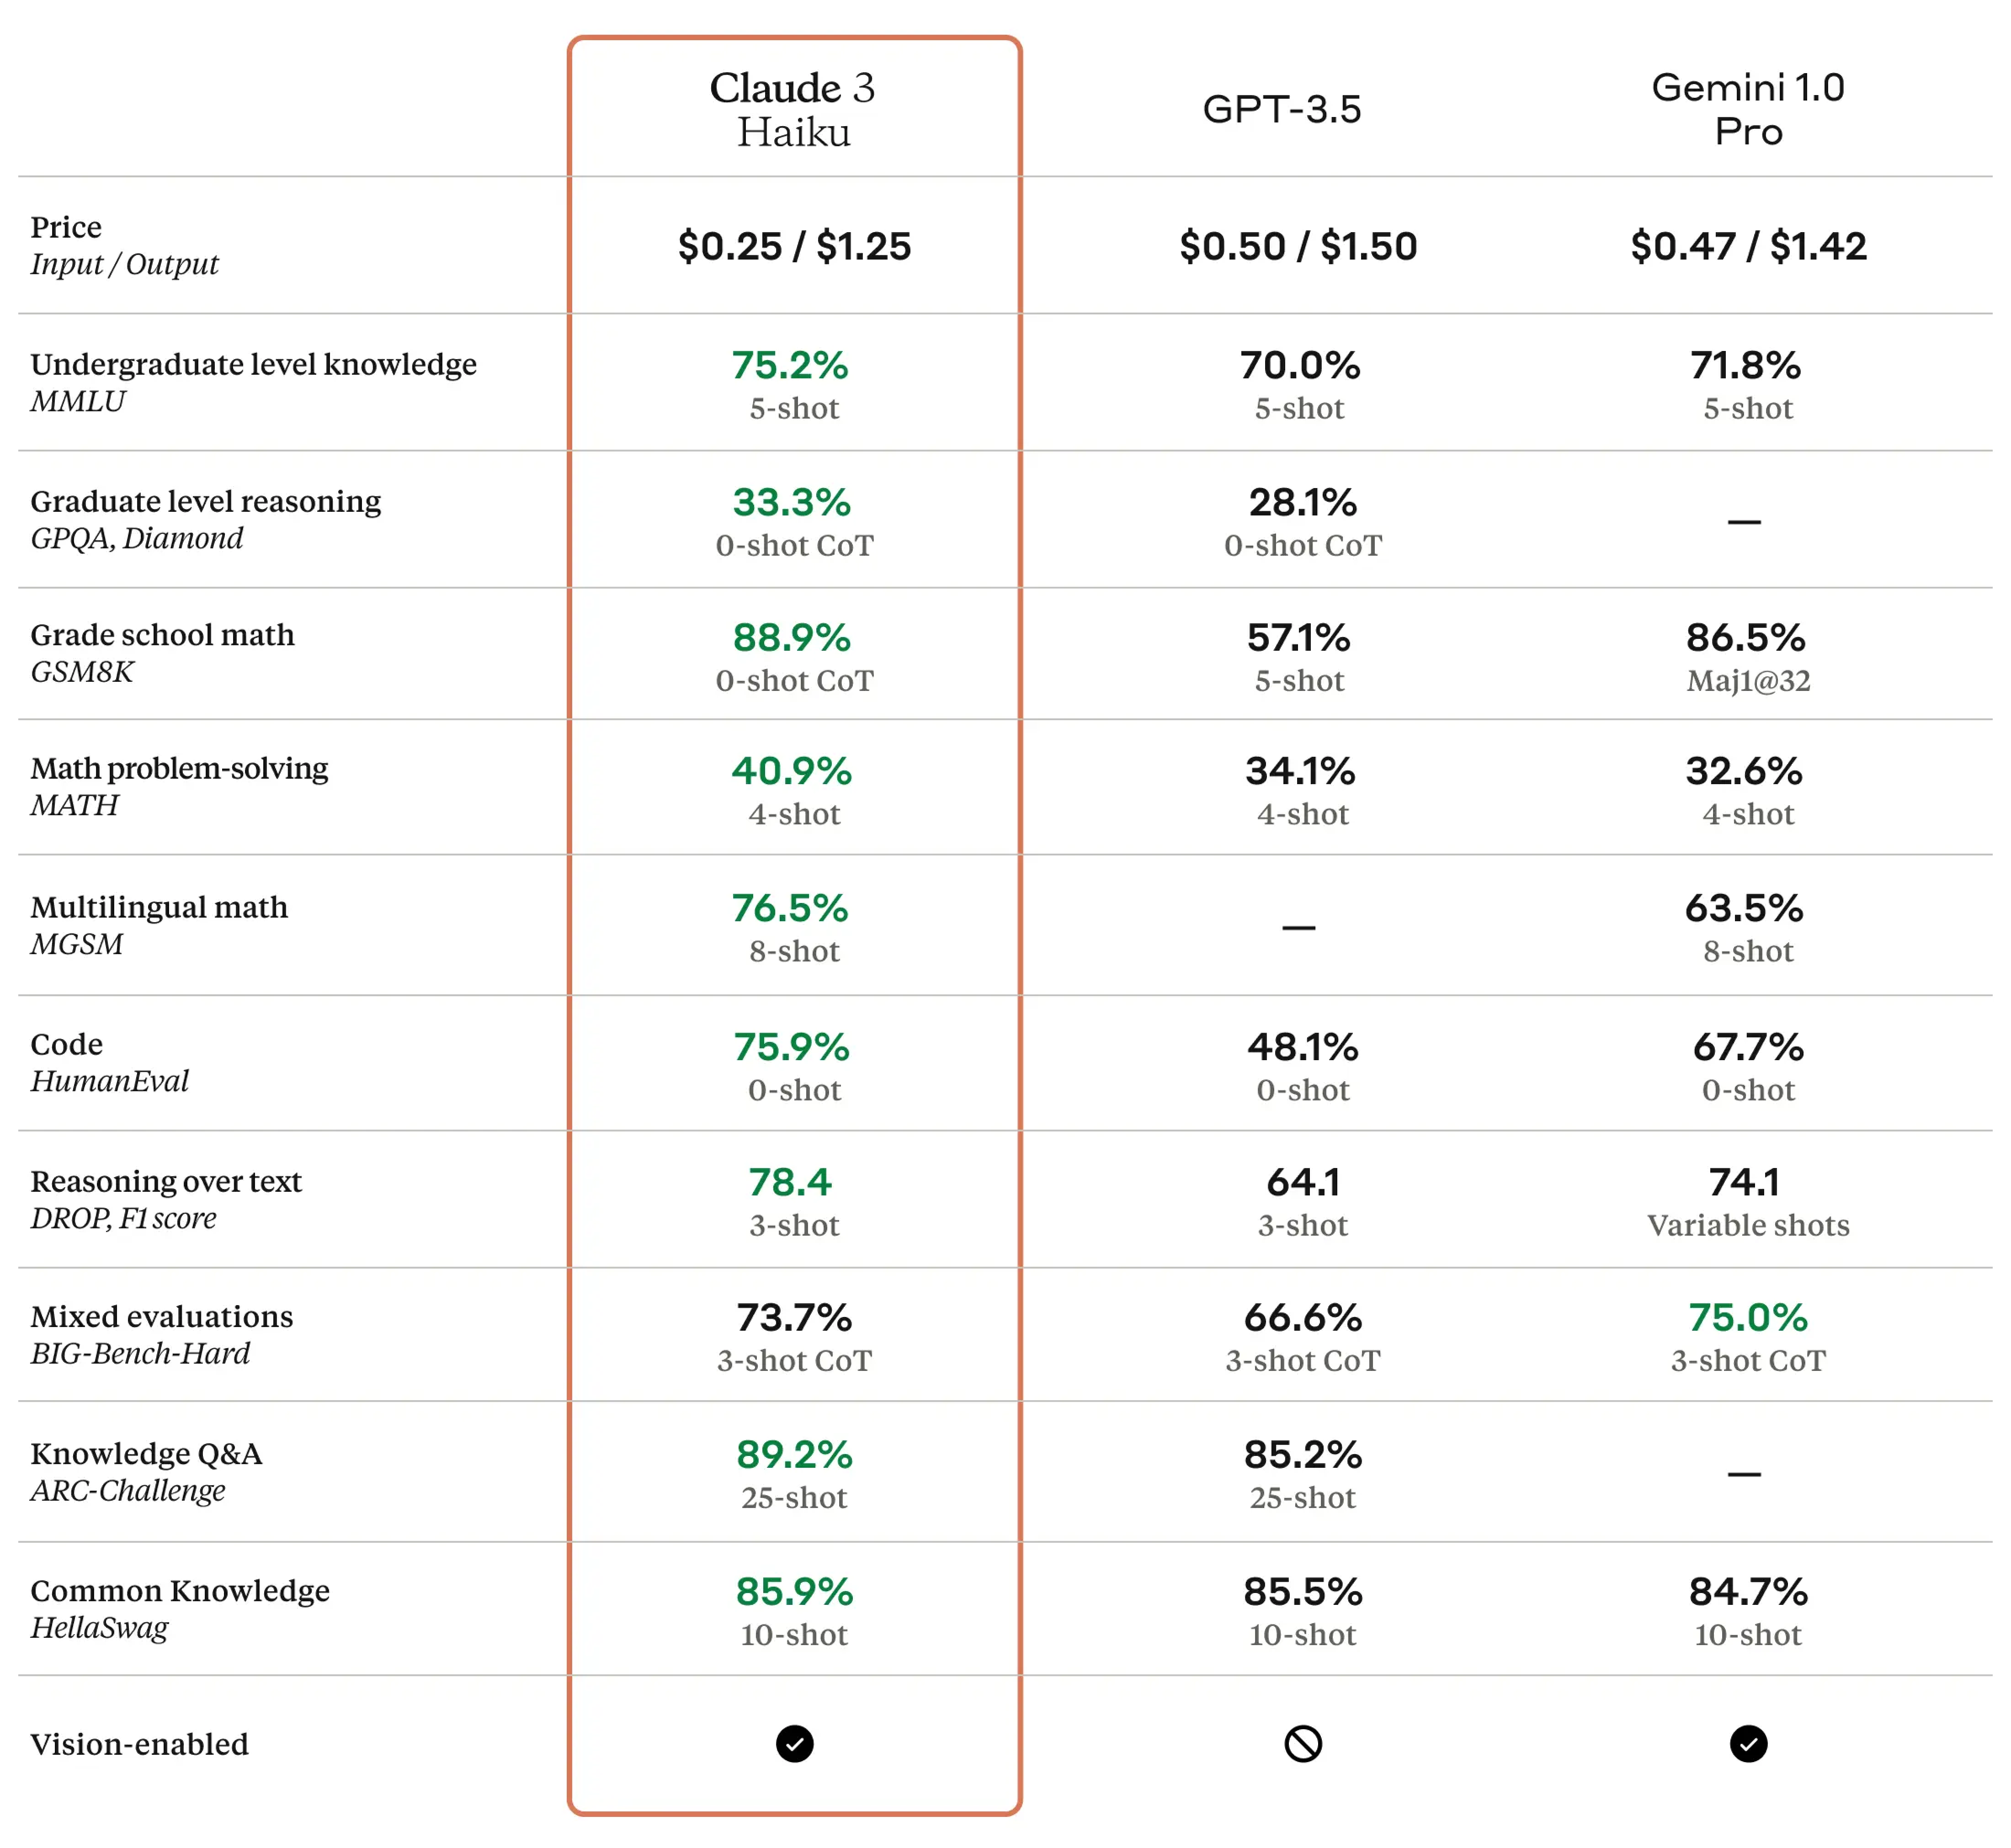 Claude 3
Haiku
GPT-3.5
Gemini 1.0
Pro
Price
Input / Output
$0.25 / $1.25
$0.50 / $1.50
$0.47 / $1.42
Undergraduate level knowledge
MMLU
75.2%
5-shot
70.0%
5-shot
71.8%
5-shot
Graduate level reasoning
GPQA, Diamond
33.3%
0-shot CoT
28.1%
0-shot CoT
—
Grade school math
GSM8K
88.9%
0-shot CoT
57.1%
5-shot
86.5%
Maj1@32
Math problem-solving
MATH
40.9%
4-shot
34.1%
4-shot
32.6%
4-shot
Multilingual math
MGSM
76.5%
8-shot
—
63.5%
8-shot
Code
HumanEval
75.9%
0-shot
48.1%
0-shot
67.7%
0-shot
Reasoning over text
DROP, F1 score
78.4
3-shot
64.1
3-shot
74.1
Variable shots
Mixed evaluations
BIG-Bench-Hard
73.7%
3-shot CoT
66.6%
3-shot CoT
75.0%
3-shot CoT
Knowledge Q&A
ARC-Challenge
89.2%
25-shot
85.2%
25-shot
—
Common Knowledge
HellaSwag
85.9%
10-shot
85.5%
10-shot
84.7%
10-shot
Vision-enabled